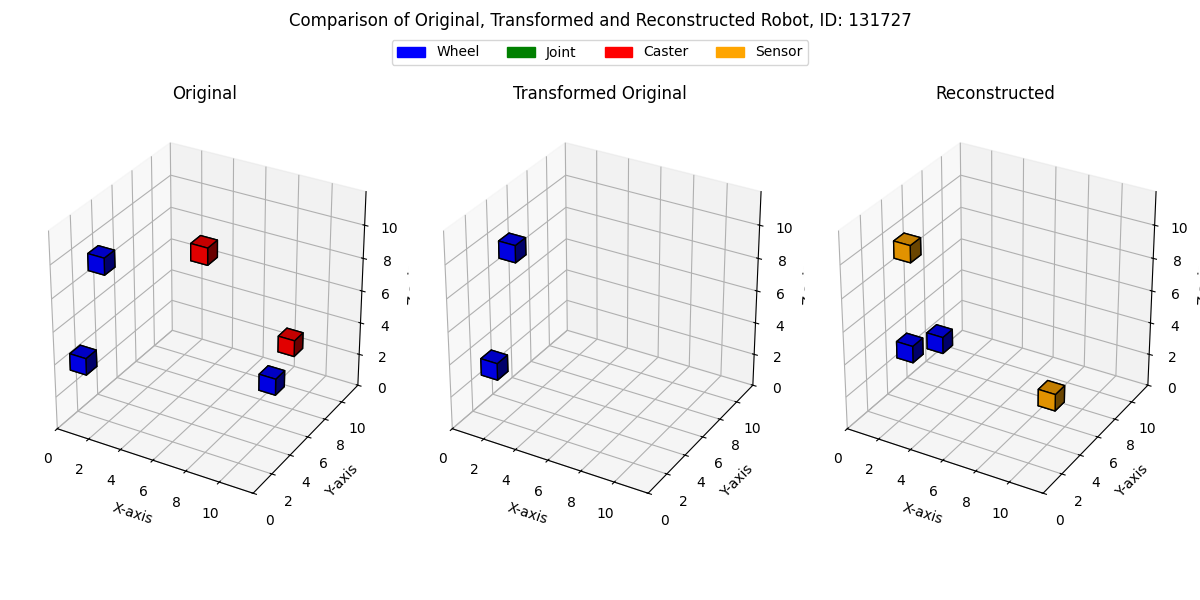 Comparison of Original, Transformed and Reconstructed Robot, ID: 131727
Wheel Joint Caster Sensor
Original
Transformed Original
Reconstructed
10
8
6
4
2
0
0 2 4 6 8 10
X-axis
0 2 4 6 8 10
Y-axis
10
8
6
4
2
0
0 2 4 6 8 10
X-axis
0 2 4 6 8 10
Y-axis
10
8
6
4
2
0
0 2 4 6 8 10
X-axis
0 2 4 6 8 10
Y-axis